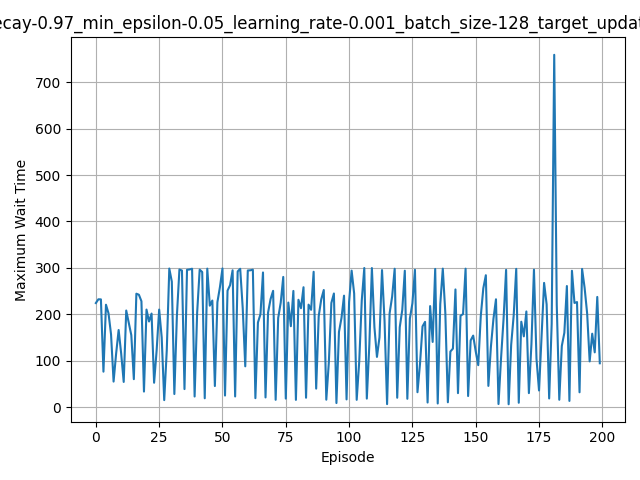 ecay-0.97_min_epsilon-0.05_learning_rate-0.001_batch_size-128_target_updat
700
600
500
400
300
200
100
0
Maximum Wait Time
0 25 50 75 100 125 150 175 200
Episode